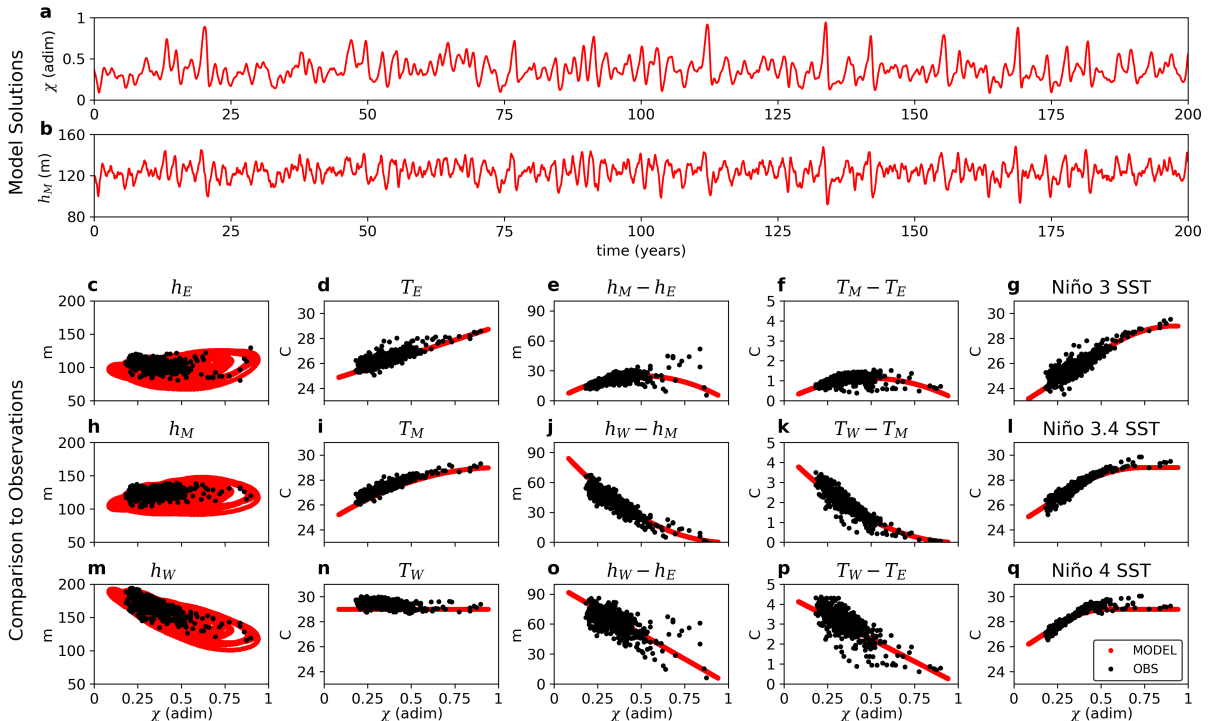 a
1
0.5
0
χ (adim)
0 25 50 75 100 125 150 175 200
Model Solutions
b
160
120
80
h_M (m)
0 25 50 75 100 125 150 175 200
time (years)
Comparison to Observations
c h_E d T_E e h_M − h_E f T_M − T_E g Niño 3 SST
200 150 100 50 m
30 28 26 24 C
90 60 30 0 m
5 4 3 2 1 0 C
30 28 26 24 C
h h_M i T_M j h_W − h_M k T_W − T_M l Niño 3.4 SST
200 150 100 50 m
30 28 26 24 C
90 60 30 0 m
5 4 3 2 1 0 C
30 28 26 24 C
m h_W n T_W o h_W − h_E p T_W − T_E q Niño 4 SST
200 150 100 50 m
30 28 26 24 C
90 60 30 0 m
5 4 3 2 1 0 C
30 28 26 24 C
MODEL
OBS
0 0.25 0.5 0.75 1 0 0.25 0.5 0.75 1 0 0.25 0.5 0.75 1 0 0.25 0.5 0.75 1 0 0.25 0.5 0.75 1
χ (adim) χ (adim) χ (adim) χ (adim) χ (adim)